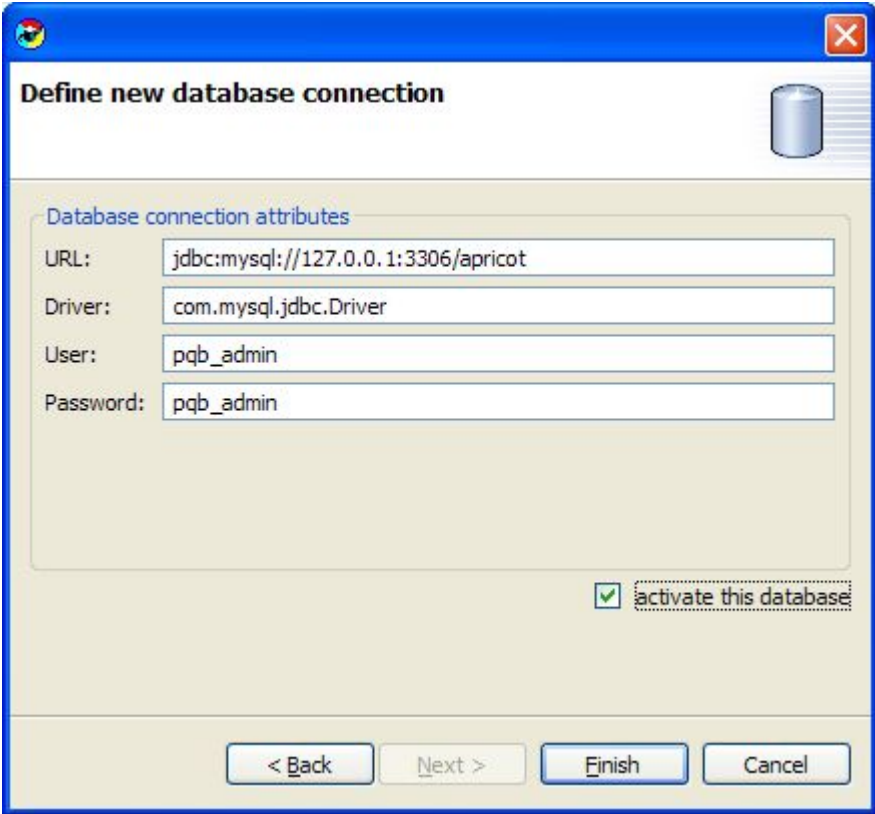 Define new database connection
Database connection attributes
URL: jdbc:mysql://127.0.0.1:3306/apricot
Driver: com.mysql.jdbc.Driver
User: pqb_admin
Password: pqb_admin
activate this database
< Back Next > Finish Cancel